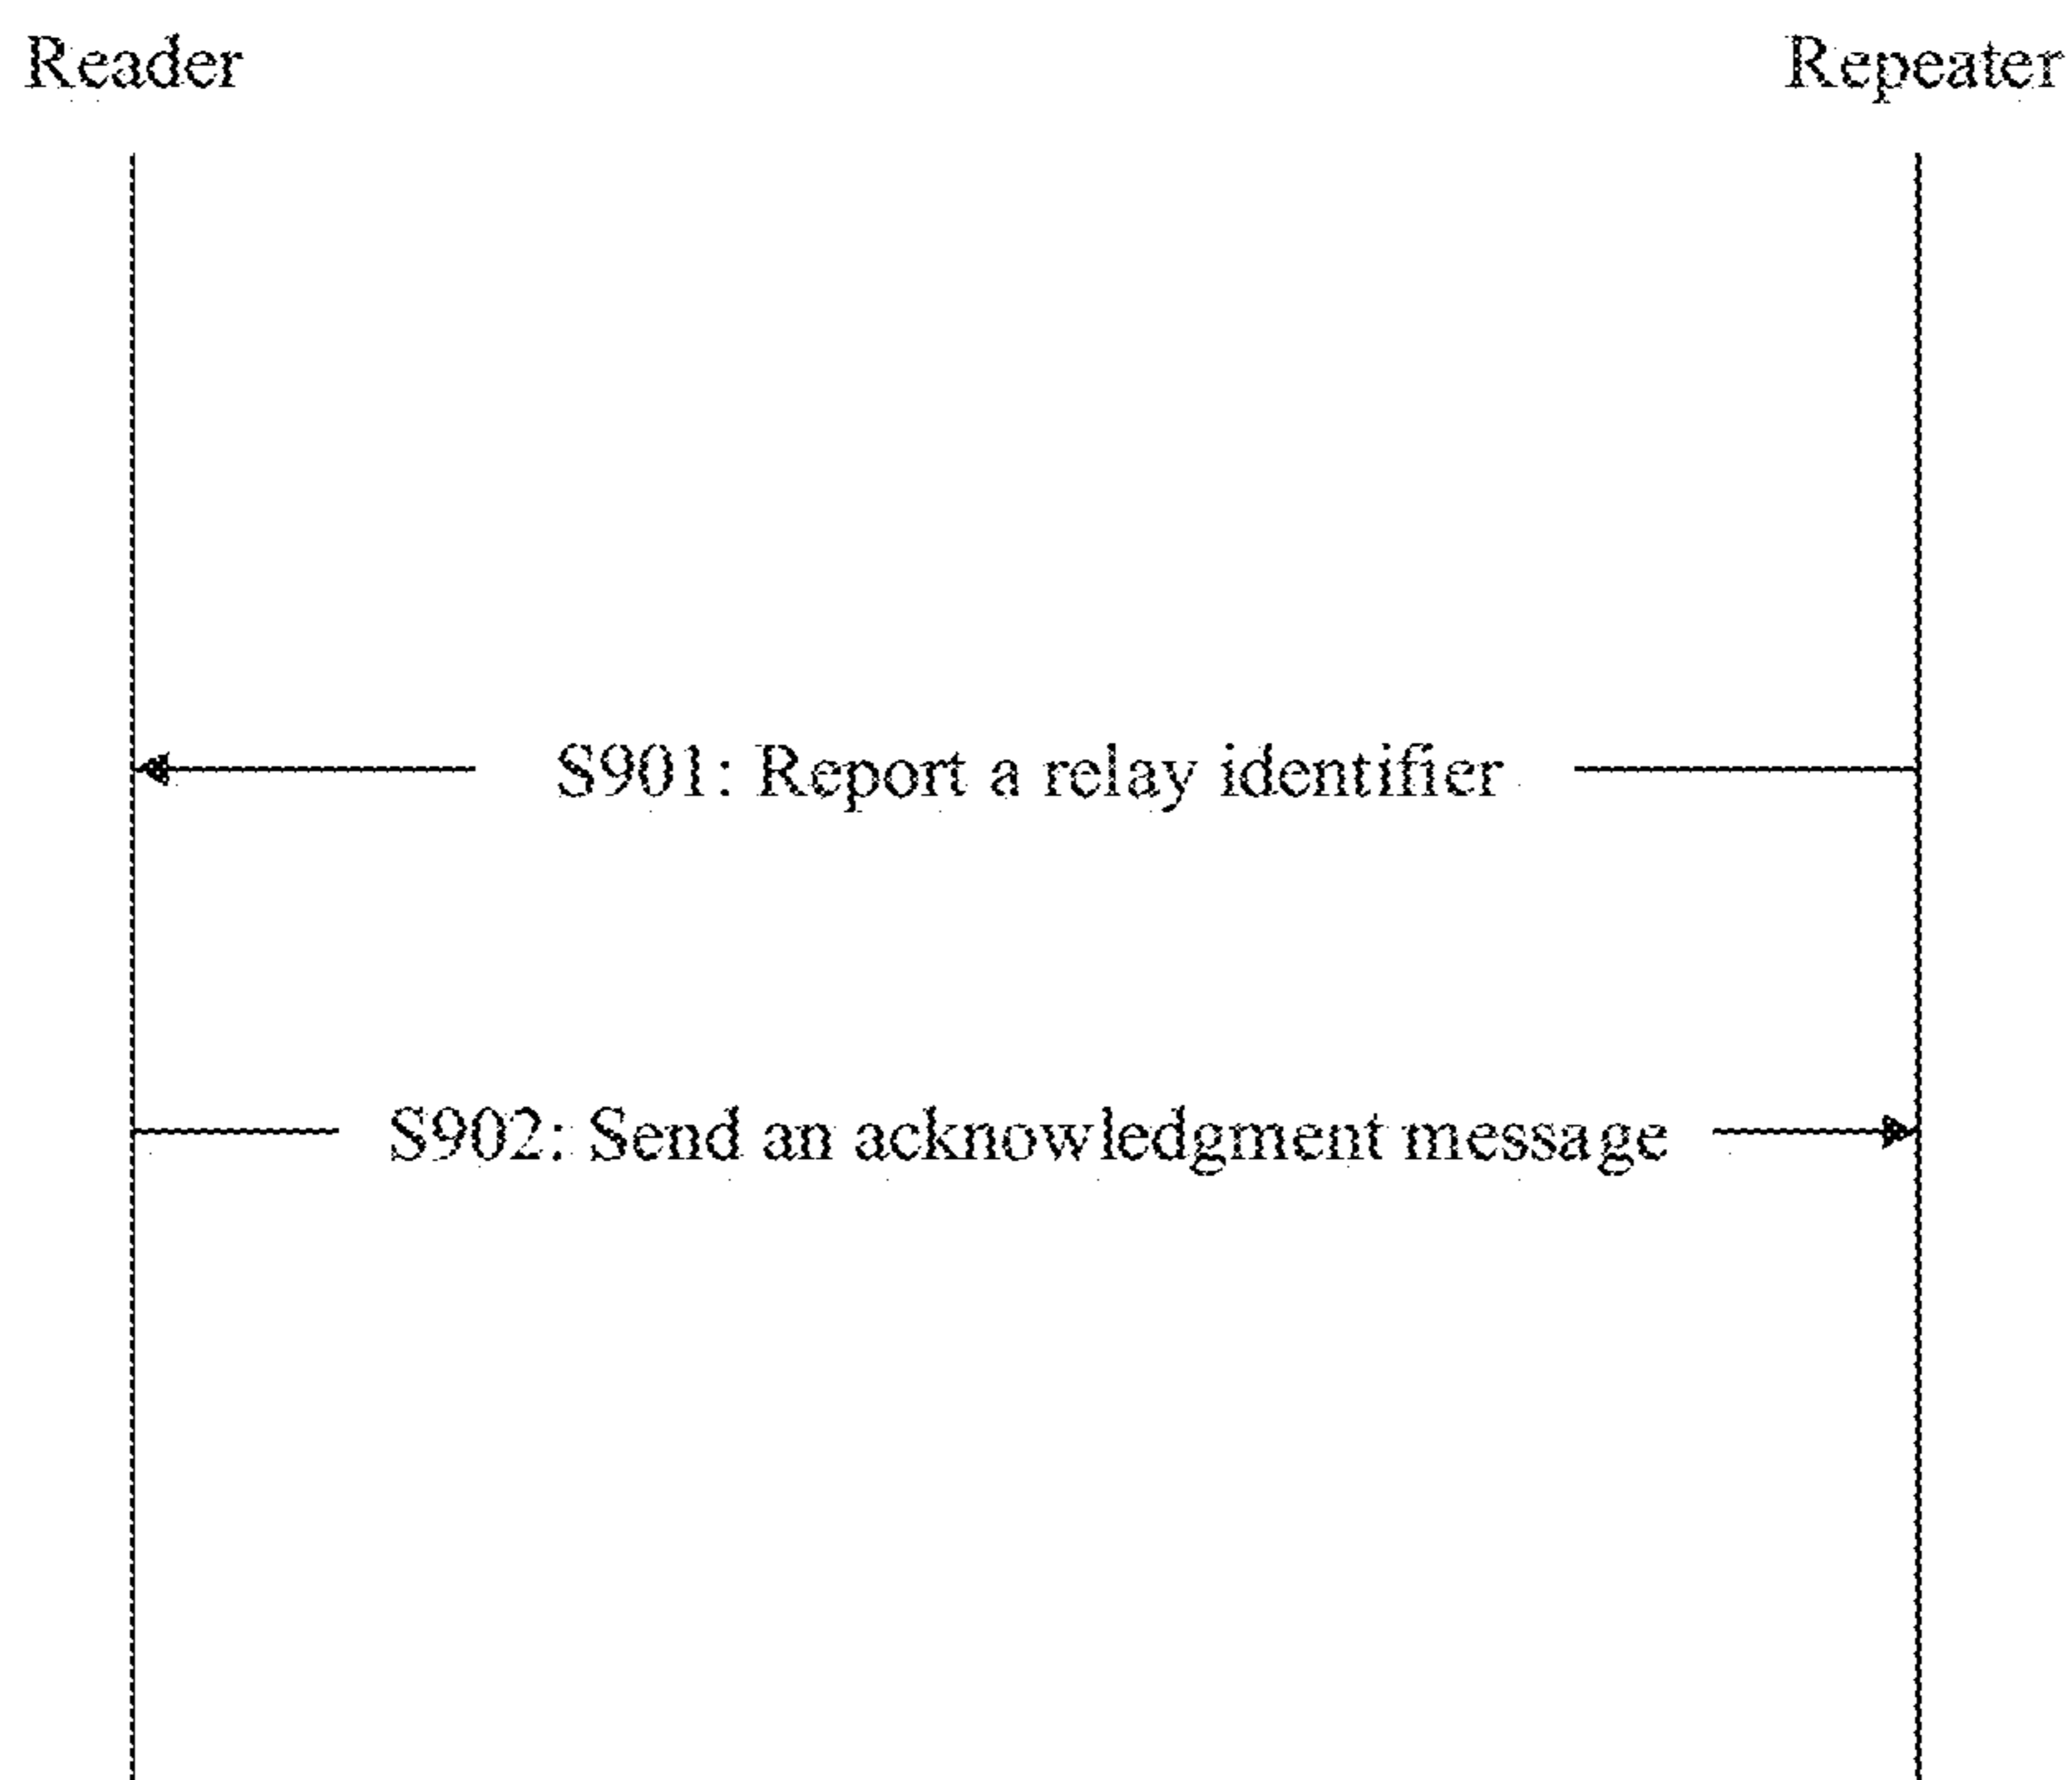 Reader
Repeater
S901: Report a relay identifier
S902: Send an acknowledgment message